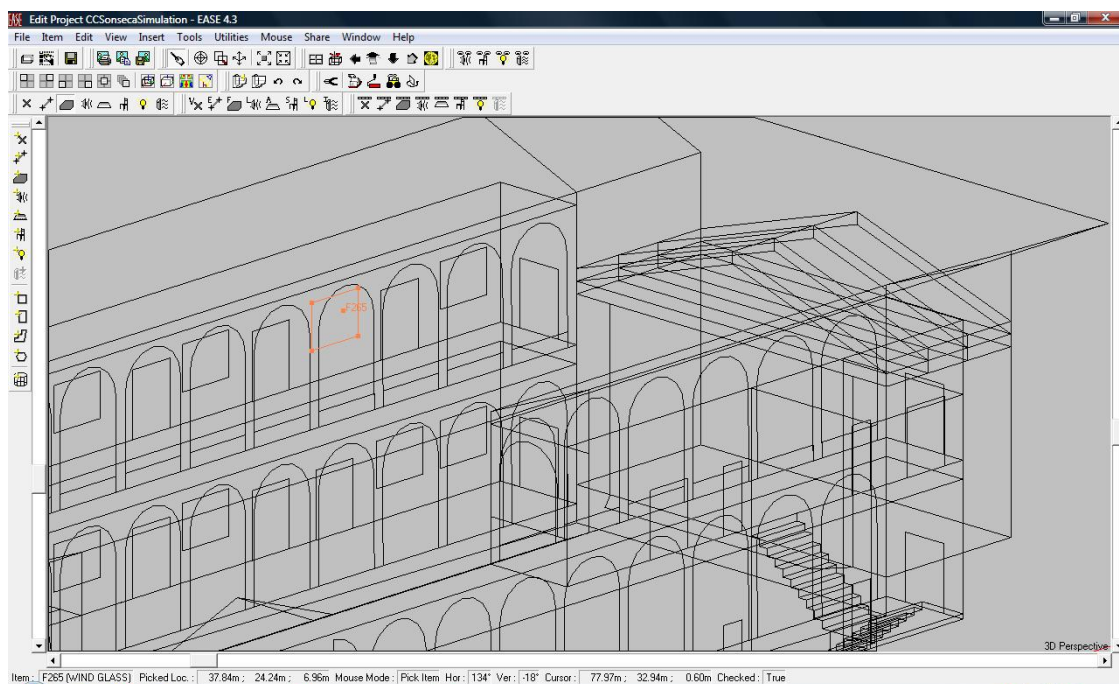 EASE Edit Project CCSonsecaSimulation - EASE 4.3
File Item Edit View Insert Tools Utilities Mouse Share Window Help
F265
3D Perspective
Item : F265 (WIND GLASS) Picked Loc. : 37.84m ; 24.24m ; 6.96m Mouse Mode : Pick Item Hor : 134° Ver : -18° Cursor : 77.97m ; 32.94m ; 0.60m Checked : True